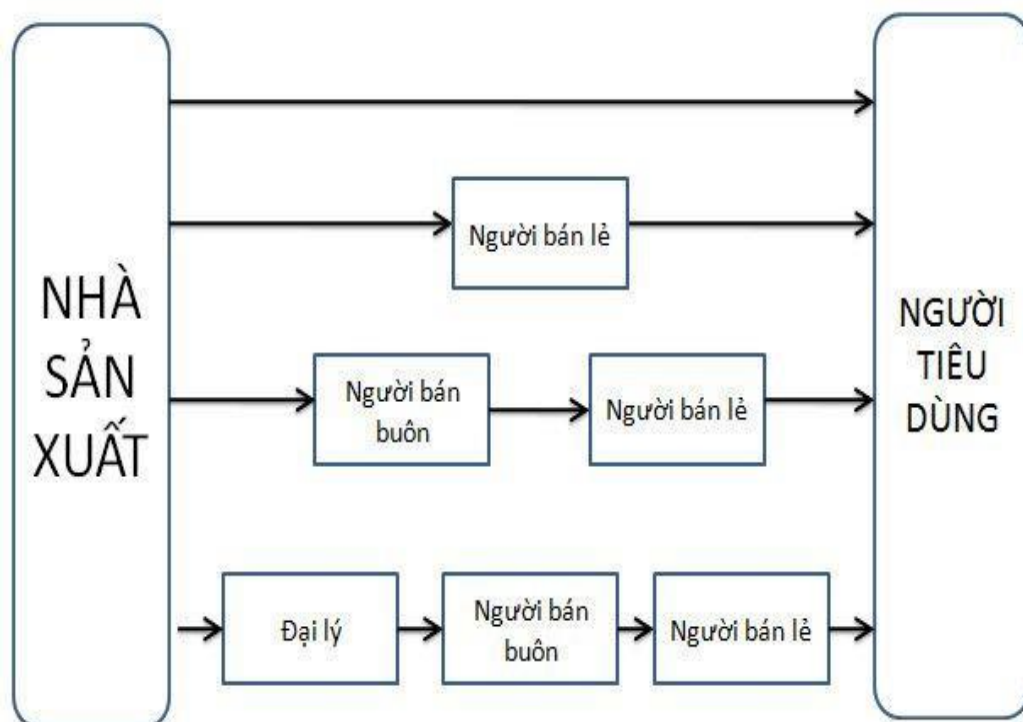 NHÀ
SẢN
XUẤT
Người bán lẻ
Người bán
buôn
Người bán lẻ
Đại lý
Người bán
buôn
Người bán lẻ
NGƯỜI
TIÊU
DÙNG